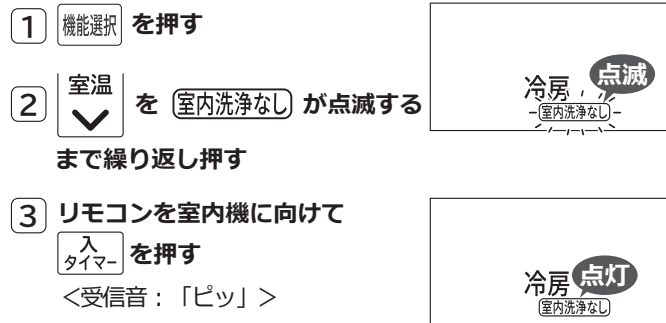 1 機能選択 を押す
2 室温 を 室内洗浄なし が点滅する
まで繰り返し押す
冷房 点滅
室内洗浄なし
3 リモコンを室内機に向けて
入タイマー を押す
<受信音：「ピッ」>
冷房 点灯
室内洗浄なし